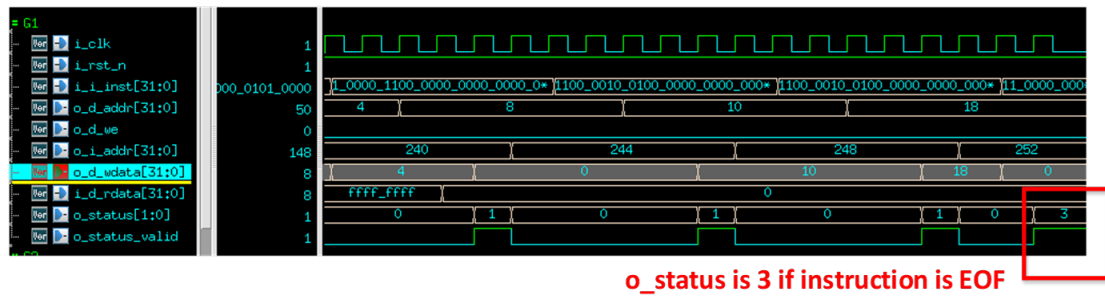 = G1
i_clk 1
i_rst_n 1
i_i_inst[31:0] 000_0101_0000 1_0000_1100_0000_0000_0000_0* 1100_0010_0100_0000_0000_000* 1100_0010_0100_0000_0000_000* 11_0000_000
o_d_addr[31:0] 50 4 8 10 18
o_d_we 0
o_i_addr[31:0] 148 240 244 248 252
o_d_wdata[31:0] 8 4 0 10 18 0
i_d_rdata[31:0] 8 ffff_ffff 0
o_status[1:0] 1 0 1 0 1 0 1 0 3
o_status_valid 1
o_status is 3 if instruction is EOF